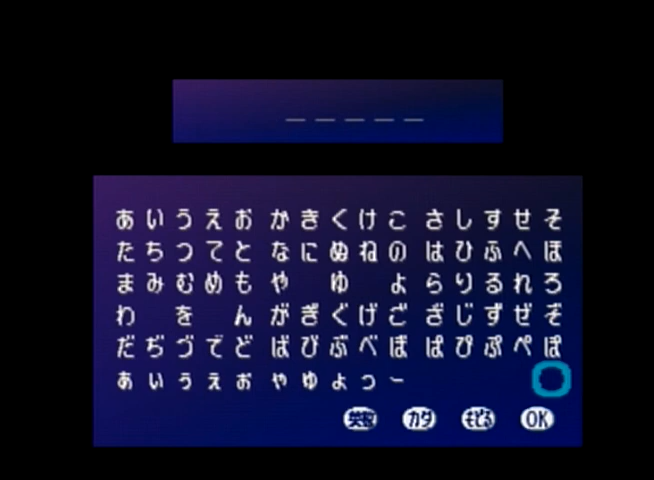 あいうえお かきくけこ さしすせそ
たちつてと なにぬねの はひふへほ
まみむめも や ゆ よ らりるれろ
わ を ん がぎぐげご ざじずぜぞ
だぢづでど ばびぶべぼ ぱぴぷぺぽ
ぁぃぅぇぉ ゃゅょっー
英数 カタ もどる OK